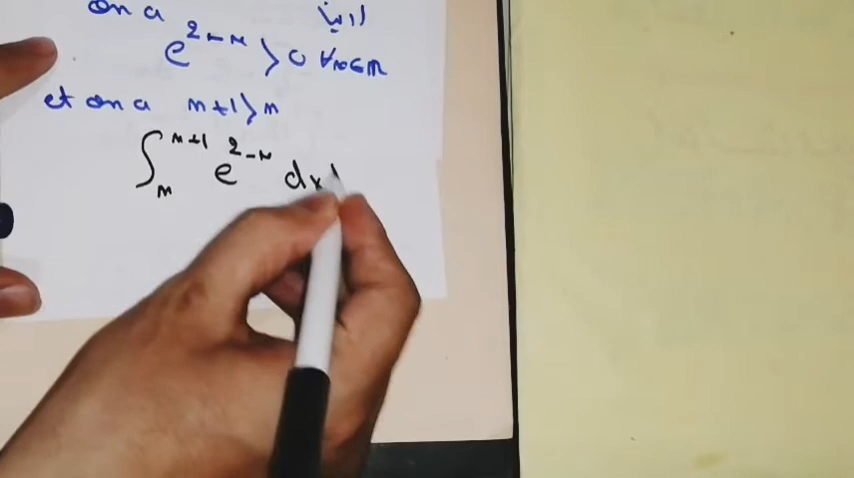 on a لدينا
e^{2-x} > 0 ∀x∈ℝ
et on a n+1 > n
∫_n^{n+1} e^{2-x} dx